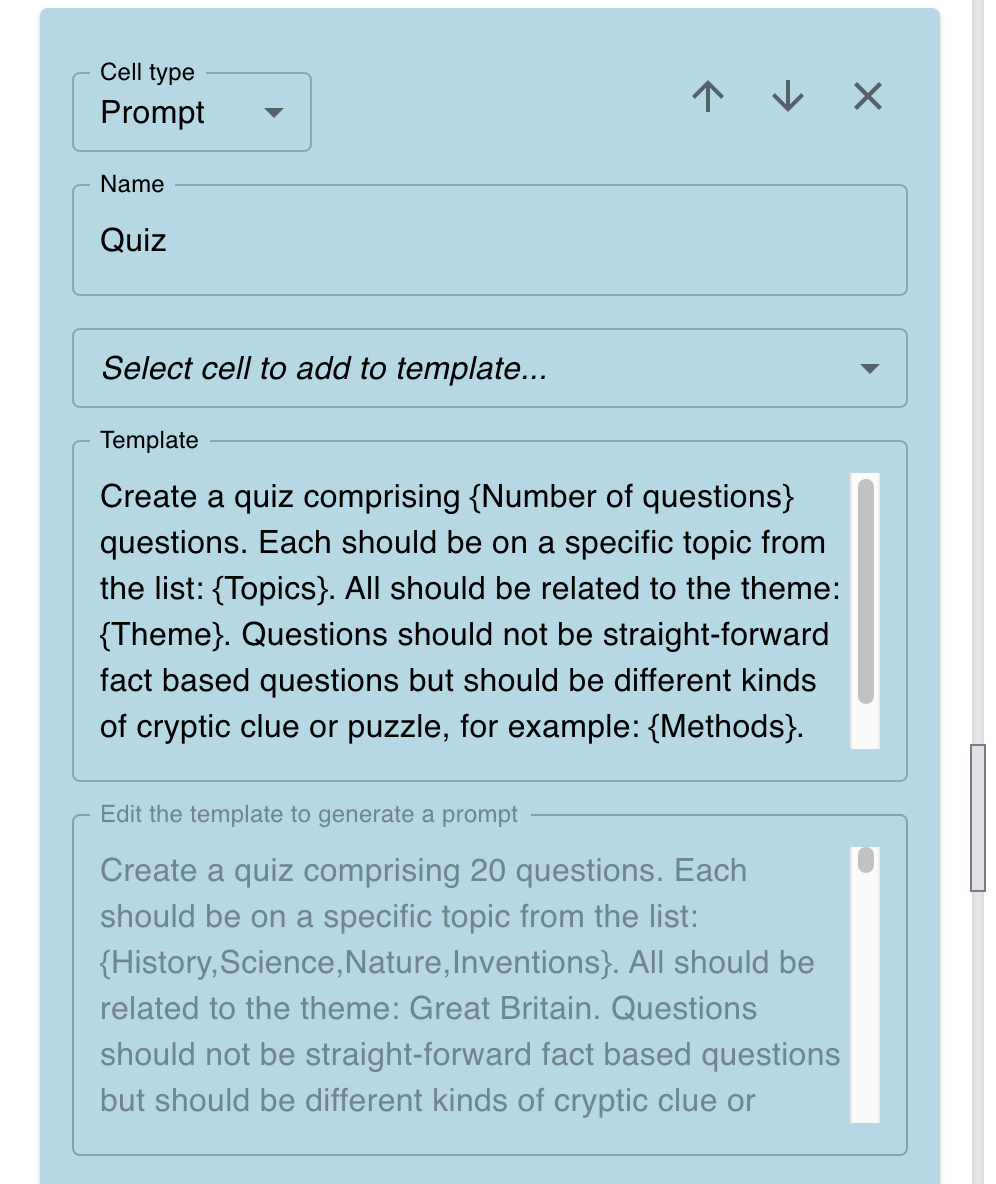 Cell type
Prompt
Name
Quiz
Select cell to add to template...
Template
Create a quiz comprising {Number of questions}
questions. Each should be on a specific topic from
the list: {Topics}. All should be related to the theme:
{Theme}. Questions should not be straight-forward
fact based questions but should be different kinds
of cryptic clue or puzzle, for example: {Methods}.
Edit the template to generate a prompt
Create a quiz comprising 20 questions. Each
should be on a specific topic from the list:
{History,Science,Nature,Inventions}. All should be
related to the theme: Great Britain. Questions
should not be straight-forward fact based questions
but should be different kinds of cryptic clue or